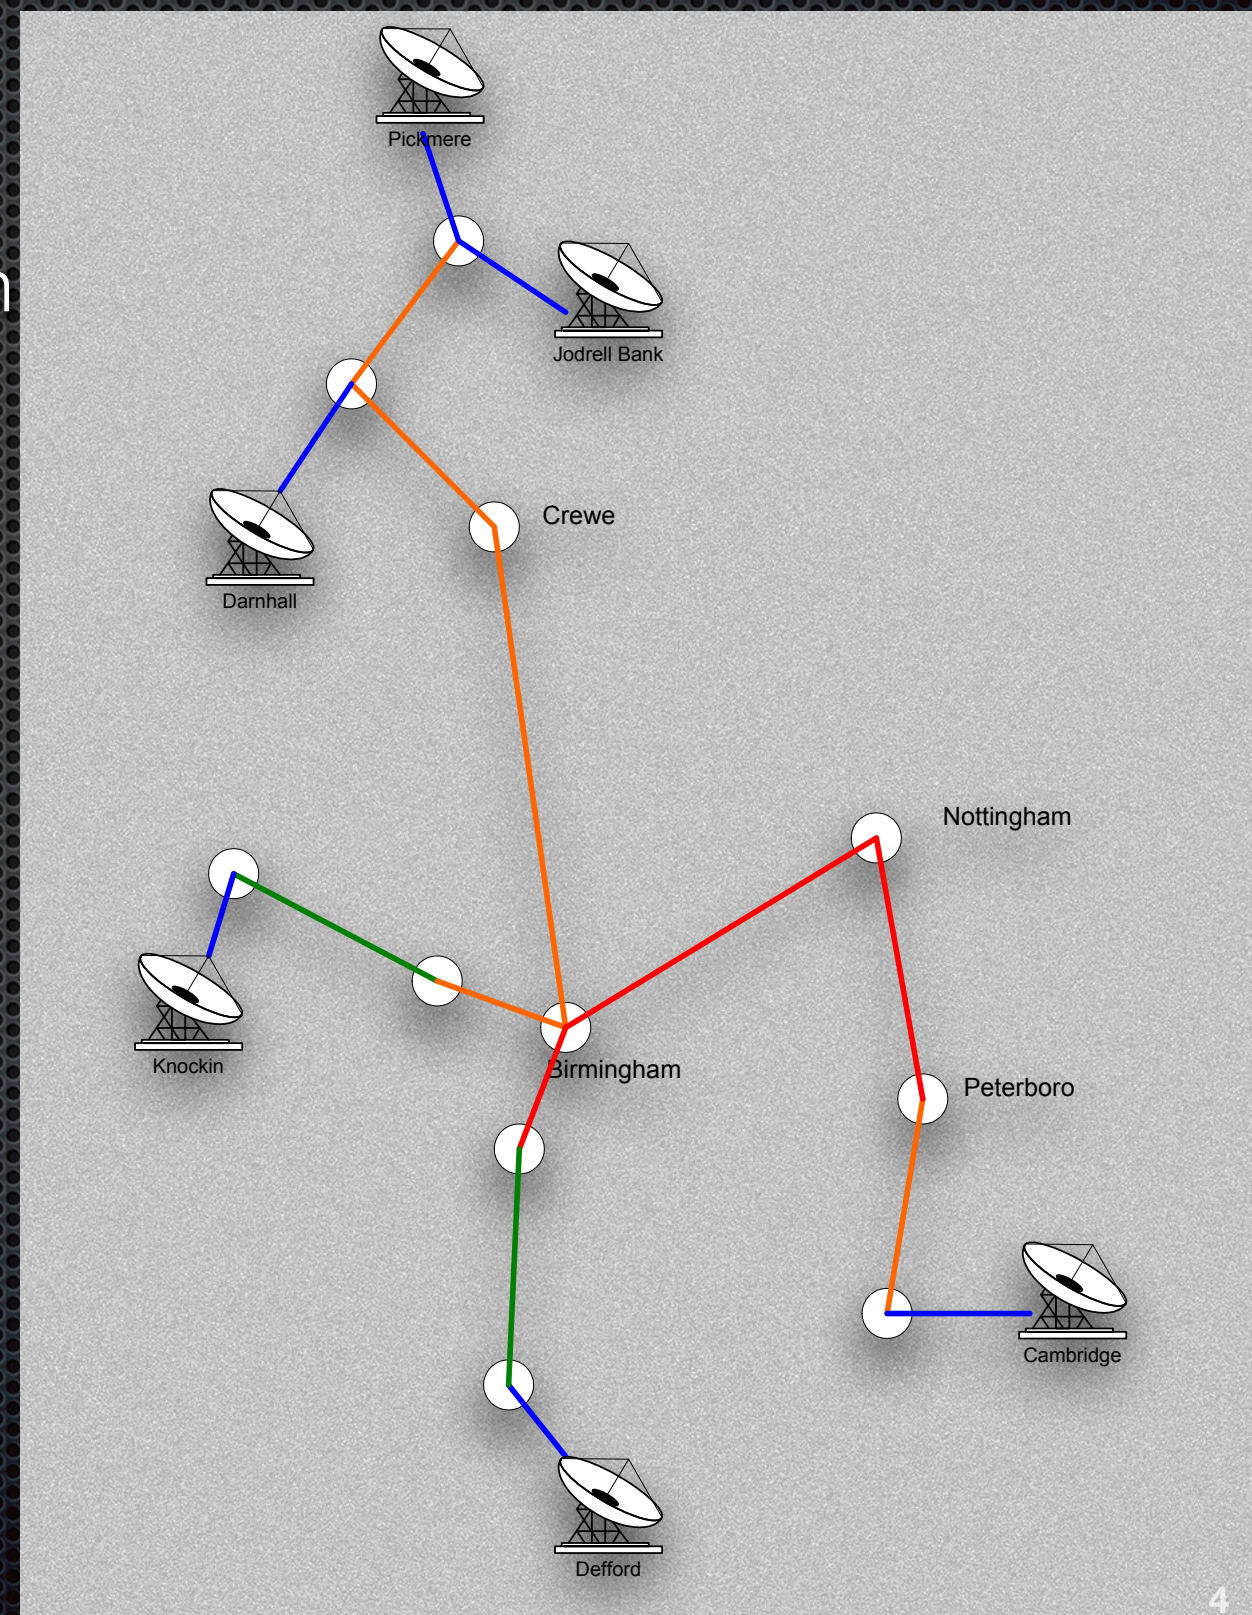 Pickmere
n
Jodrell Bank
Crewe
Darnhall
Nottingham
Knockin
Birmingham
Peterboro
Cambridge
Defford
4